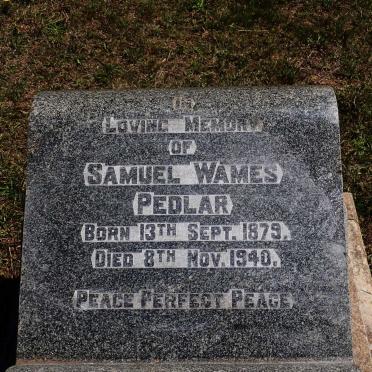 In
Loving Memory
of
Samuel Wames
Pedlar
Born 13th Sept. 1879.
Died 8th Nov. 1940.
Peace Perfect Peace